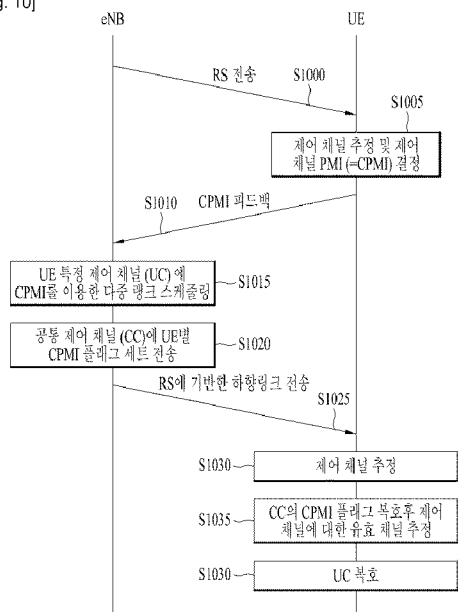 g. 10]
eNB
UE
RS 전송
S1000
S1005
제어 채널 추정 및 제어
채널 PMI (=CPMI) 결정
S1010
CPMI 피드백
UE 특정 제어 채널 (UC) 에
CPMI를 이용한 다중 랭크 스케줄링
S1015
공통 제어 채널 (CC)에 UE별
CPMI 플래그 세트 전송
S1020
RS에 기반한 하향링크 전송
S1025
S1030
제어 채널 추정
S1035
CC의 CPMI 플래그 복호후 제어
채널에 대한 유효 채널 추정
S1030
UC 복호